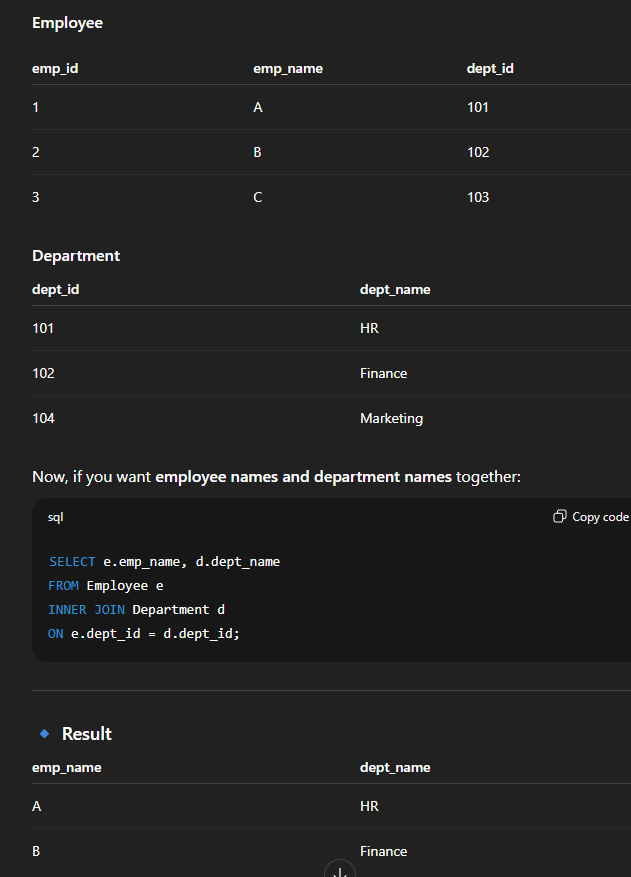 Employee
emp_id emp_name dept_id
1 A 101
2 B 102
3 C 103
Department
dept_id dept_name
101 HR
102 Finance
104 Marketing
Now, if you want employee names and department names together:
sql Copy code
SELECT e.emp_name, d.dept_name
FROM Employee e
INNER JOIN Department d
ON e.dept_id = d.dept_id;
Result
emp_name dept_name
A HR
B Finance